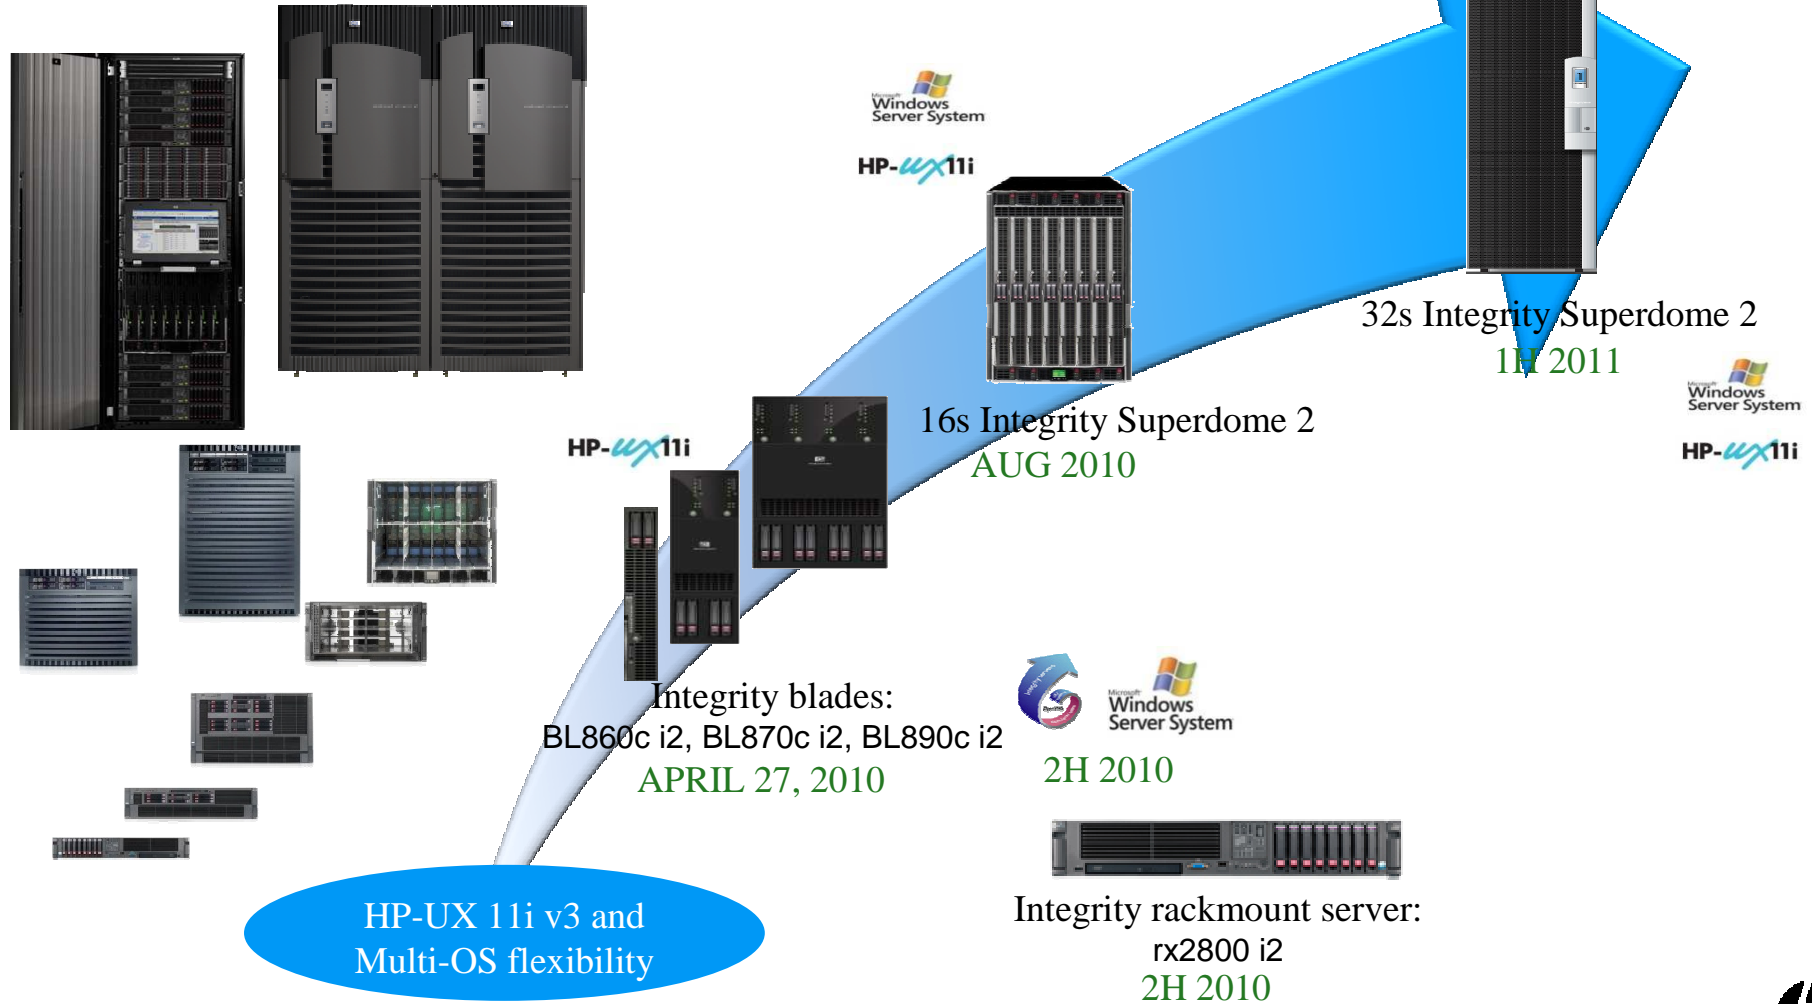 Microsoft
Windows
Server System
HP-UX 11i
32s Integrity Superdome 2
1H 2011
Microsoft
Windows
Server System
HP-UX 11i
16s Integrity Superdome 2
AUG 2010
HP-UX 11i
Integrity blades:
BL860c i2, BL870c i2, BL890c i2
APRIL 27, 2010
Microsoft
Windows
Server System
2H 2010
Integrity rackmount server:
rx2800 i2
2H 2010
HP-UX 11i v3 and
Multi-OS flexibility